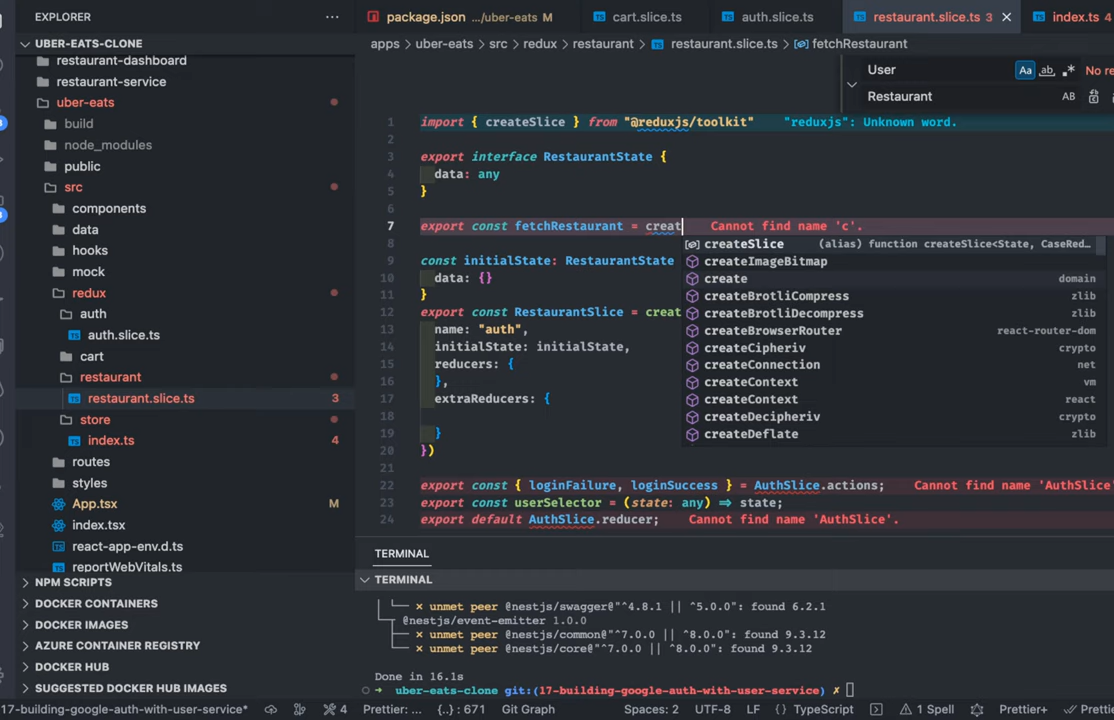 EXPLORER
UBER-EATS-CLONE
restaurant-dashboard
restaurant-service
uber-eats
build
node_modules
public
src
components
data
hooks
mock
redux
auth
auth.slice.ts
cart
restaurant
restaurant.slice.ts 3
store
index.ts 4
routes
styles
App.tsx M
index.tsx
react-app-env.d.ts
reportWebVitals.ts
NPM SCRIPTS
DOCKER CONTAINERS
DOCKER IMAGES
AZURE CONTAINER REGISTRY
DOCKER HUB
SUGGESTED DOCKER HUB IMAGES
package.json .../uber-eats M cart.slice.ts auth.slice.ts restaurant.slice.ts 3 index.ts 4
apps uber-eats src redux restaurant restaurant.slice.ts fetchRestaurant
User Aa ab No re
Restaurant AB
1 import { createSlice } from "@reduxjs/toolkit" "reduxjs": Unknown word.
2
3 export interface RestaurantState {
4 data: any
5 }
6
7 export const fetchRestaurant = creat Cannot find name 'c'.
8
9 const initialState: RestaurantState
10 data: {}
11 }
12 export const RestaurantSlice = creat
13 name: "auth",
14 initialState: initialState,
15 reducers: {
16 },
17 extraReducers: {
18
19 }
20 })
21
22 export const { loginFailure, loginSuccess } = AuthSlice.actions; Cannot find name 'AuthSlice'
23 export const userSelector = (state: any) => state;
24 export default AuthSlice.reducer; Cannot find name 'AuthSlice'.
createSlice (alias) function createSlice<State, CaseRed…
createImageBitmap
create domain
createBrotliCompress zlib
createBrotliDecompress zlib
createBrowserRouter react-router-dom
createCipheriv crypto
createConnection net
createContext vm
createContext react
createDecipheriv crypto
createDeflate zlib
TERMINAL
TERMINAL
└── ✕ unmet peer @nestjs/swagger@"^4.8.1 || ^5.0.0": found 6.2.1
└─┬ @nestjs/event-emitter 1.0.0
├── ✕ unmet peer @nestjs/common@"^7.0.0 || ^8.0.0": found 9.3.12
└── ✕ unmet peer @nestjs/core@"^7.0.0 || ^8.0.0": found 9.3.12
Done in 16.1s
➜ uber-eats-clone git:(17-building-google-auth-with-user-service) ✗
17-building-google-auth-with-user-service* 4 Prettier: ... {..} : 671 Git Graph Spaces: 2 UTF-8 LF TypeScript 1 Spell Prettier+